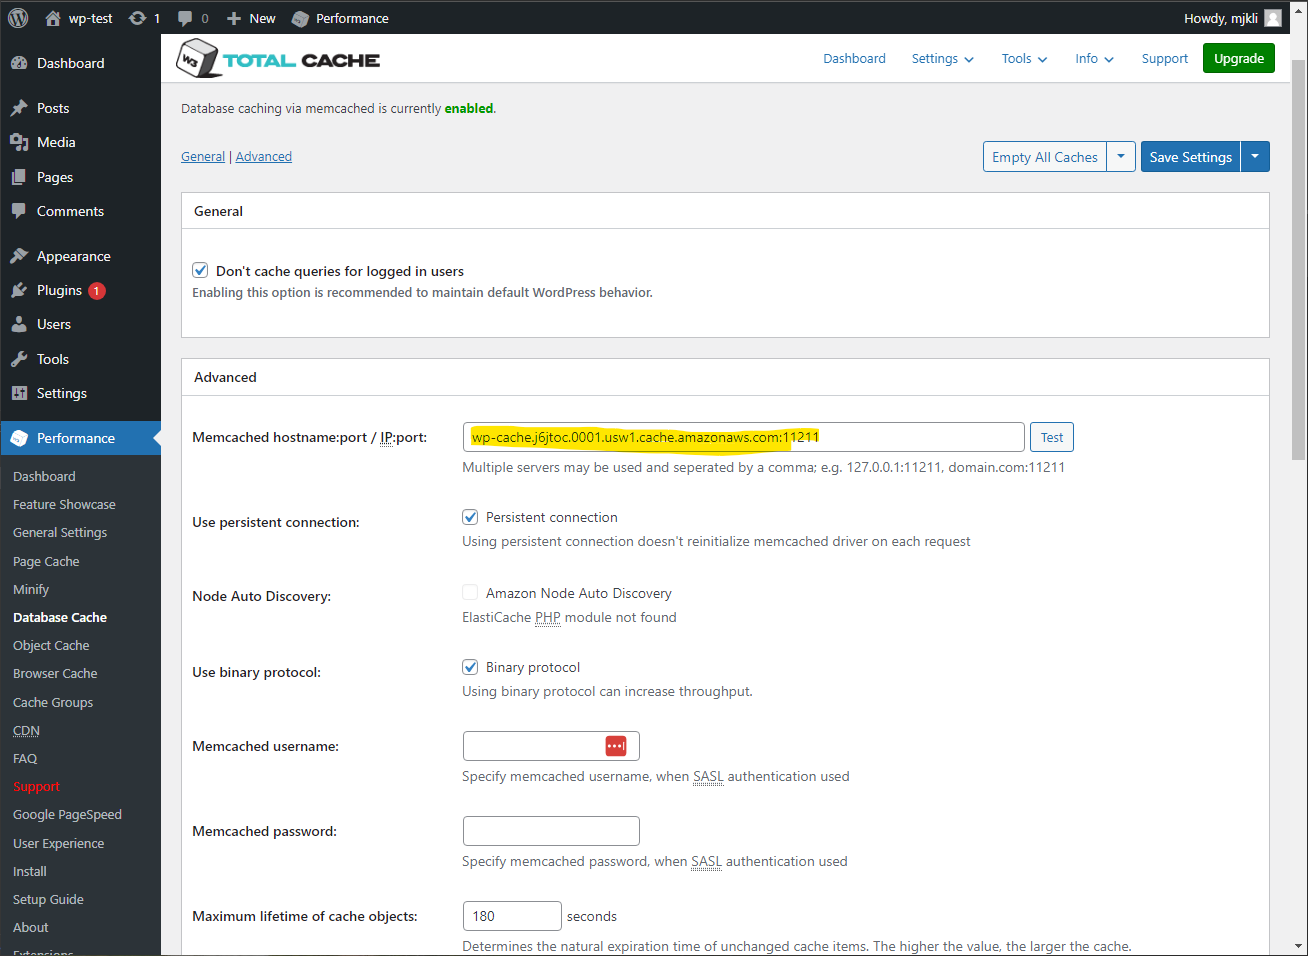 wp-test 1 0 New Performance Howdy, mjkli
Dashboard
Posts
Media
Pages
Comments
Appearance
Plugins 1
Users
Tools
Settings
Performance
Dashboard
Feature Showcase
General Settings
Page Cache
Minify
Database Cache
Object Cache
Browser Cache
Cache Groups
CDN
FAQ
Support
Google PageSpeed
User Experience
Install
Setup Guide
About
Extensions
W3 TOTAL CACHE
Dashboard Settings Tools Info Support Upgrade
Database caching via memcached is currently enabled.
General | Advanced
Empty All Caches Save Settings
General
Don't cache queries for logged in users
Enabling this option is recommended to maintain default WordPress behavior.
Advanced
Memcached hostname:port / IP:port: wp-cache.j6jtoc.0001.usw1.cache.amazonaws.com:11211 Test
Multiple servers may be used and seperated by a comma; e.g. 127.0.0.1:11211, domain.com:11211
Use persistent connection: Persistent connection
Using persistent connection doesn't reinitialize memcached driver on each request
Node Auto Discovery: Amazon Node Auto Discovery
ElastiCache PHP module not found
Use binary protocol: Binary protocol
Using binary protocol can increase throughput.
Memcached username:
Specify memcached username, when SASL authentication used
Memcached password:
Specify memcached password, when SASL authentication used
Maximum lifetime of cache objects: 180 seconds
Determines the natural expiration time of unchanged cache items. The higher the value, the larger the cache.